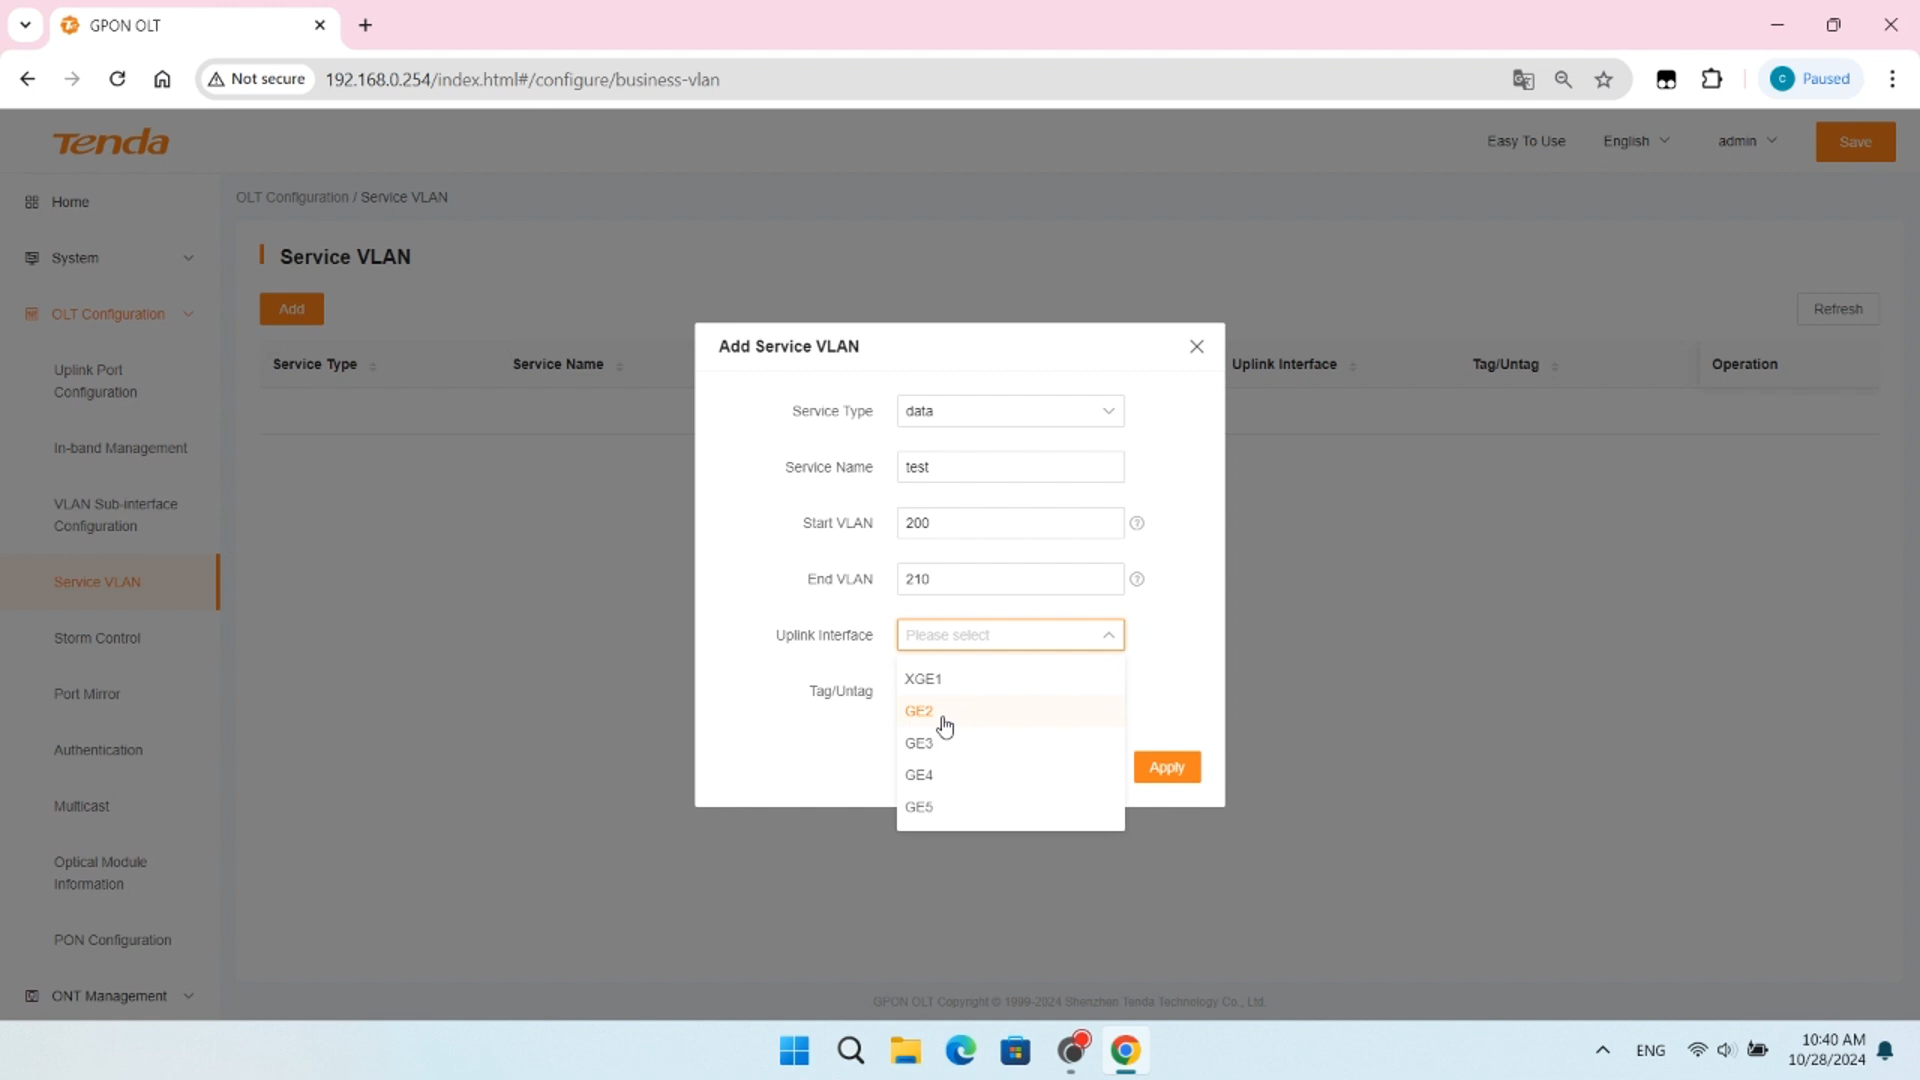 GPON OLT
Not secure
192.168.0.254/index.html#/configure/business-vlan
C
Paused
Tenda
Easy To Use
English
admin
Save
Home
System
OLT Configuration
Uplink Port
Configuration
In-band Management
VLAN Sub-interface
Configuration
Service VLAN
Storm Control
Port Mirror
Authentication
Multicast
Optical Module
Information
PON Configuration
ONT Management
OLT Configuration / Service VLAN
Service VLAN
Add
Refresh
Service Type
Service Name
Uplink Interface
Tag/Untag
Operation
Add Service VLAN
Service Type data
Service Name test
Start VLAN 200 ?
End VLAN 210 ?
Uplink Interface Please select
Tag/Untag
XGE1
GE2
GE3
GE4
GE5
Apply
GPON OLT Copyright © 1999-2024 Shenzhen Tenda Technology Co., Ltd.
ENG
10:40 AM
10/28/2024